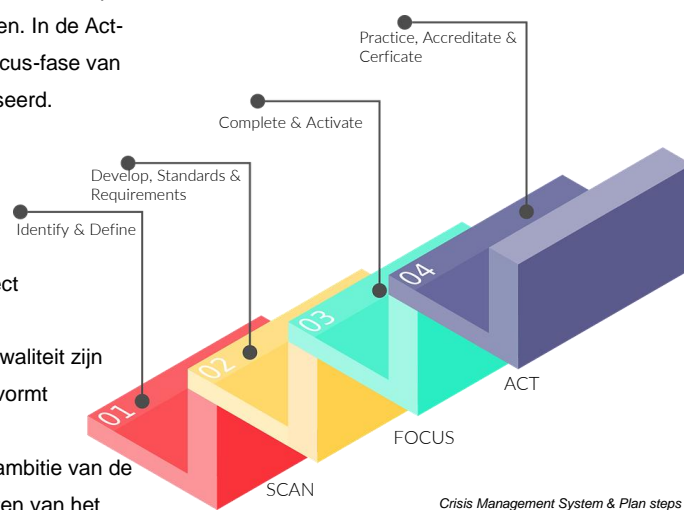 en. In de Act-
cus-fase van
seerd.
ect
waliteit zijn
vormt
ambitie van de
en van het
Practice, Accreditate &
Cerficate
Complete & Activate
Develop, Standards &
Requirements
Identify & Define
01
02
03
04
SCAN
FOCUS
ACT
Crisis Management System & Plan steps